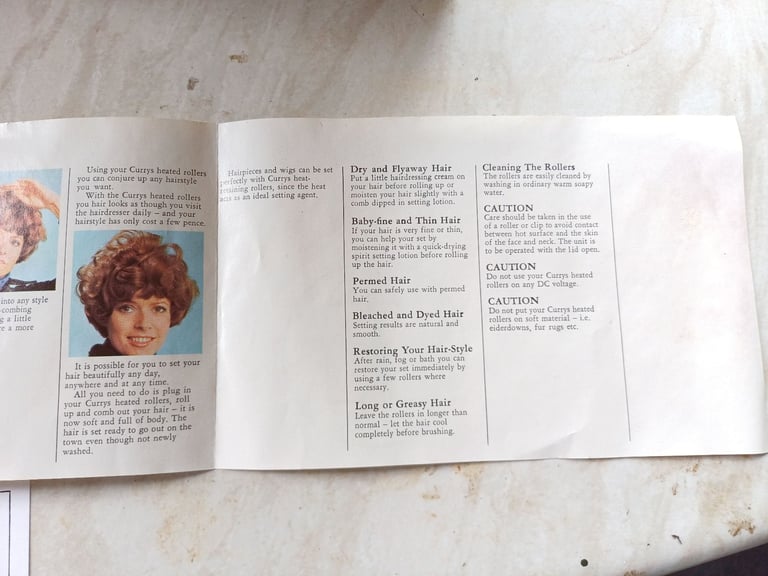 into any style
combing
g a little
e a more
Using your Currys heated rollers
you can conjure up any hairstyle
you want.
With the Currys heated rollers
you hair looks as though you visit
the hairdresser daily – and your
hairstyle has only cost a few pence.
It is possible for you to set your
hair beautifully any day,
anywhere and at any time.
All you need to do is plug in
your Currys heated rollers, roll
up and comb out your hair – it is
now soft and full of body. The
hair is set ready to go out on the
town even though not newly
washed.
Hairpieces and wigs can be set
perfectly with Currys heat-
retaining rollers, since the heat
acts as an ideal setting agent.
Dry and Flyaway Hair
Put a little hairdressing cream on
your hair before rolling up or
moisten your hair slightly with a
comb dipped in setting lotion.
Baby-fine and Thin Hair
If your hair is very fine or thin,
you can help your set by
moistening it with a quick-drying
spirit setting lotion before rolling
up the hair.
Permed Hair
You can safely use with permed
hair.
Bleached and Dyed Hair
Setting results are natural and
smooth.
Restoring Your Hair-Style
After rain, fog or bath you can
restore your set immediately by
using a few rollers where
necessary.
Long or Greasy Hair
Leave the rollers in longer than
normal – let the hair cool
completely before brushing.
Cleaning The Rollers
The rollers are easily cleaned by
washing in ordinary warm soapy
water.
CAUTION
Care should be taken in the use
of a roller or clip to avoid contact
between hot surface and the skin
of the face and neck. The unit is
to be operated with the lid open.
CAUTION
Do not use your Currys heated
rollers on any DC voltage.
CAUTION
Do not put your Currys heated
rollers on soft material – i.e.
eiderdowns, fur rugs etc.